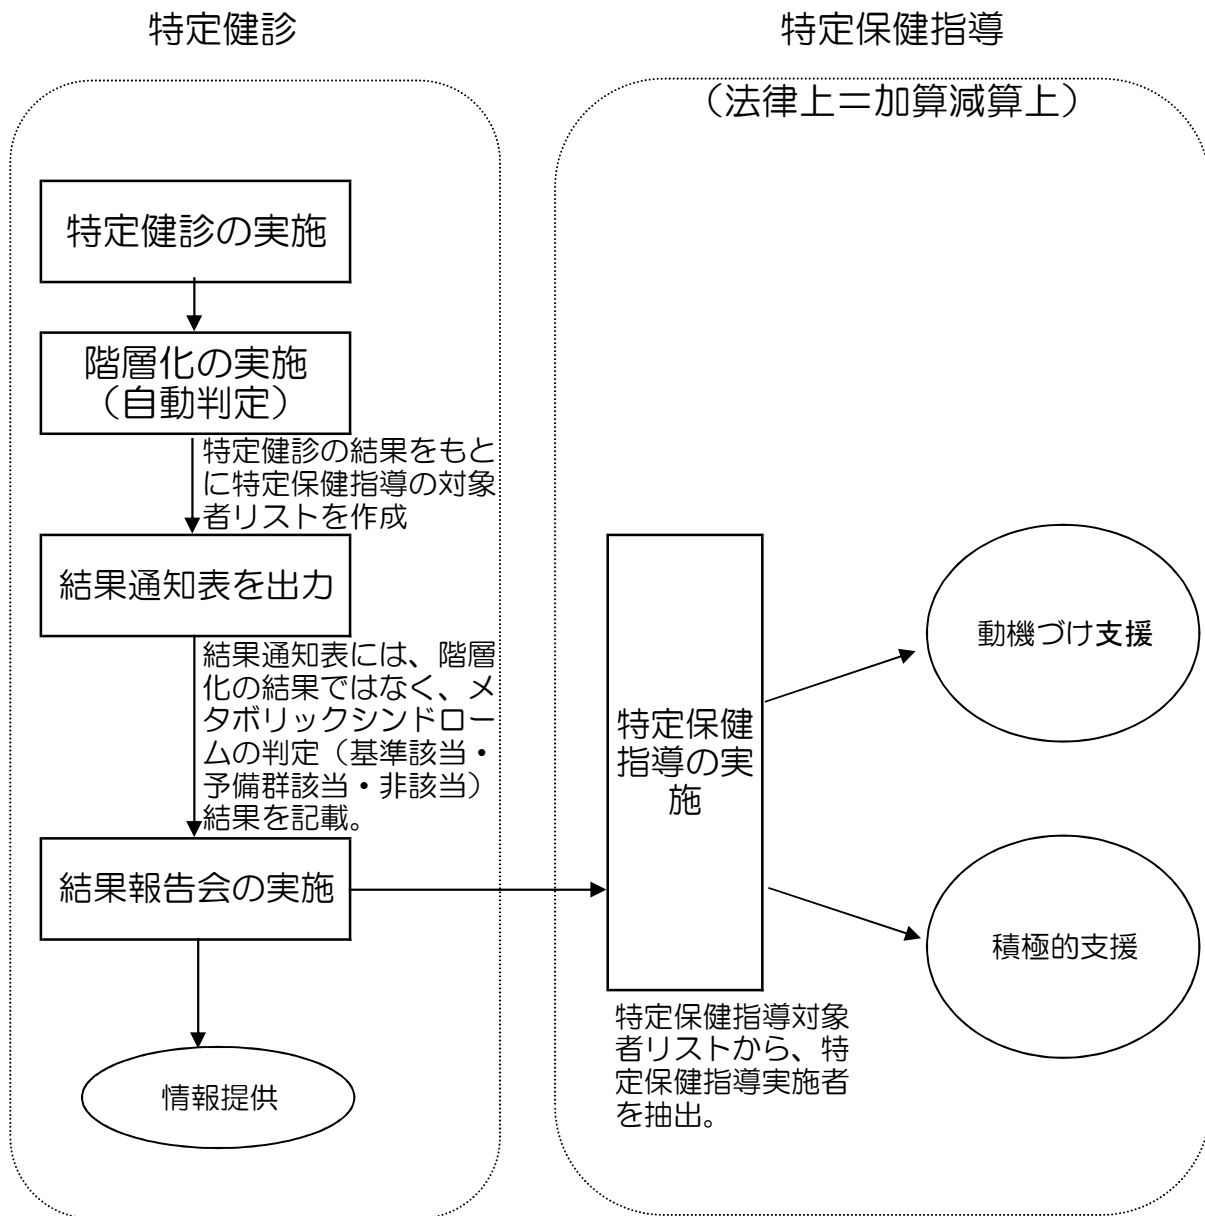 特定健診
特定保健指導
（法律上＝加算減算上）
特定健診の実施
階層化の実施
（自動判定）
特定健診の結果をもと
に特定保健指導の対象
者リストを作成
結果通知表を出力
結果通知表には、階層
化の結果ではなく、メ
タボリックシンドロー
ムの判定（基準該当・
予備群該当・非該当）
結果を記載。
結果報告会の実施
情報提供
特定保健
指導の実
施
特定保健指導対象
者リストから、特
定保健指導実施者
を抽出。
動機づけ支援
積極的支援